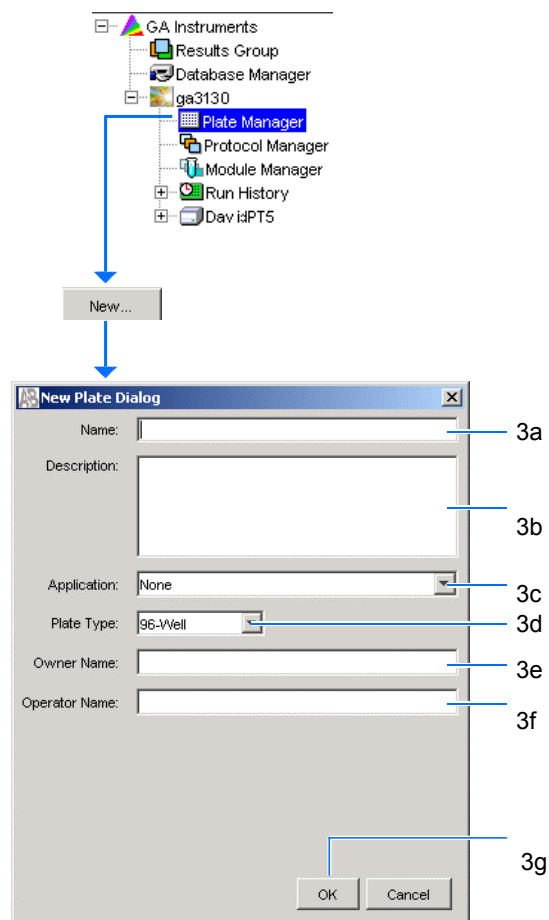 GA Instruments
Results Group
Database Manager
ga3130
Plate Manager
Protocol Manager
Module Manager
Run History
DavidPT5
New...
New Plate Dialog
Name:
3a
Description:
3b
Application: None
3c
Plate Type: 96-Well
3d
Owner Name:
3e
Operator Name:
3f
3g
OK Cancel